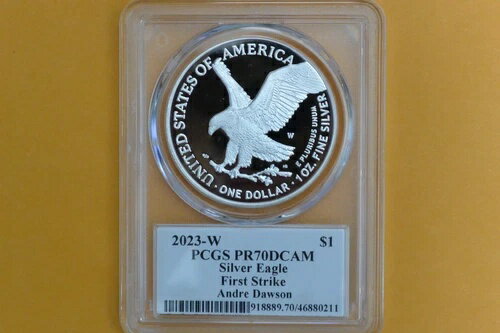 UNITED STATES OF AMERICA
W
E PLURIBUS UNUM
1 OZ. FINE SILVER · ONE DOLLAR ·
2023-W $1
PCGS PR70DCAM
Silver Eagle
First Strike
Andre Dawson
918889.70/46880211